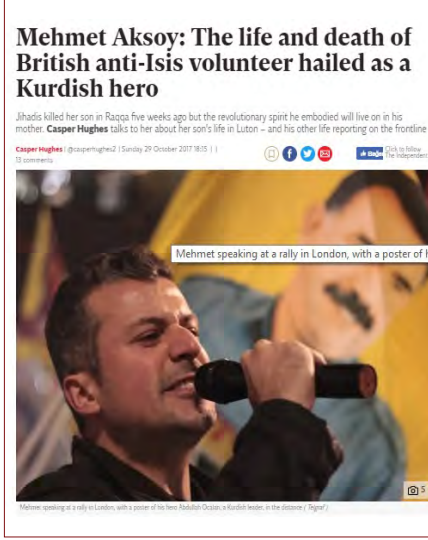 Mehmet Aksoy: The life and death of
British anti-Isis volunteer hailed as a
Kurdish hero
Jihadis killed her son in Raqqa five weeks ago but the revolutionary spirit he embodied will live on in his
mother. Casper Hughes talks to her about her son's life in Luton – and his other life reporting on the frontline
Casper Hughes | @casperhughes2 | Sunday 29 October 2017 18:15 | |
13 comments
Click to follow
The Independent
Mehmet speaking at a rally in London, with a poster of h
5
Mehmet speaking at a rally in London, with a poster of his hero Abdullah Ocalan, a Kurdish leader, in the distance ( Telgraf )